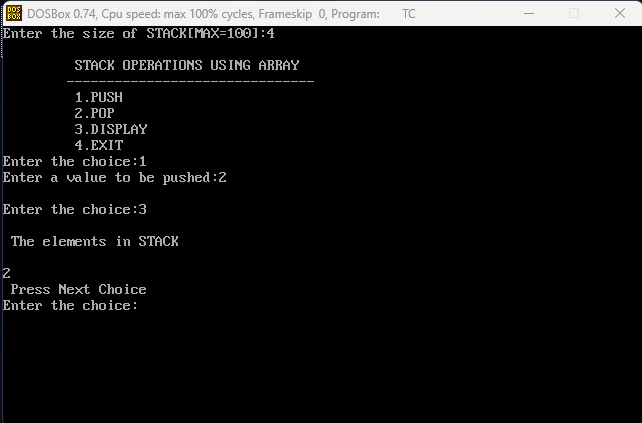 DOSBox 0.74, Cpu speed: max 100% cycles, Frameskip 0, Program: TC
Enter the size of STACK[MAX=100]:4
STACK OPERATIONS USING ARRAY
--------------------------------
1.PUSH
2.POP
3.DISPLAY
4.EXIT
Enter the choice:1
Enter a value to be pushed:2
Enter the choice:3
The elements in STACK
2
Press Next Choice
Enter the choice: